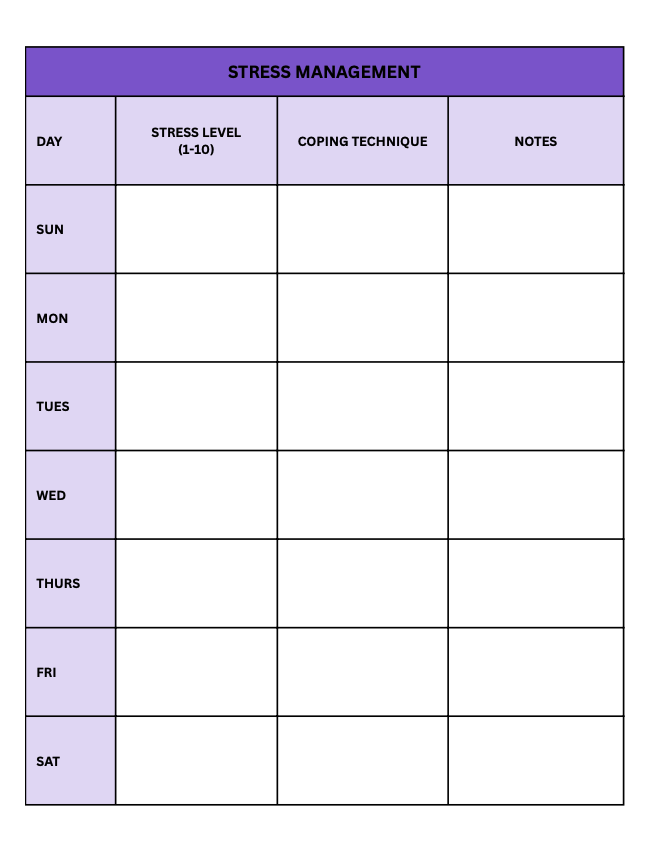 STRESS MANAGEMENT
DAY
STRESS LEVEL
(1-10)
COPING TECHNIQUE
NOTES
SUN
MON
TUES
WED
THURS
FRI
SAT